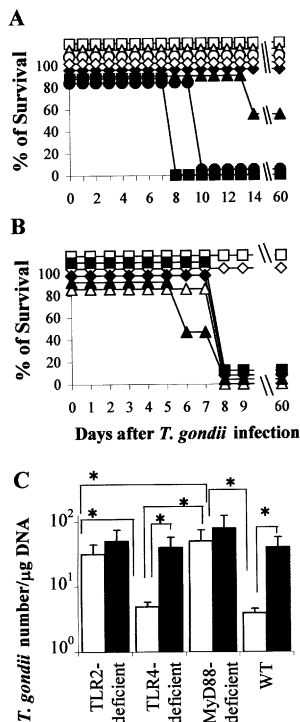 A
% of Survival
100
80
60
40
20
0
0 2 4 6 8 10 12 14 60
B
% of Survival
100
80
60
40
20
0
0 1 2 3 4 5 6 7 8 9 60
Days after T. gondii infection
C
T. gondii number/µg DNA
10²
10¹
10⁰
* * * * * *
TLR2-
deficient
TLR4-
deficient
MyD88-
deficient
WT